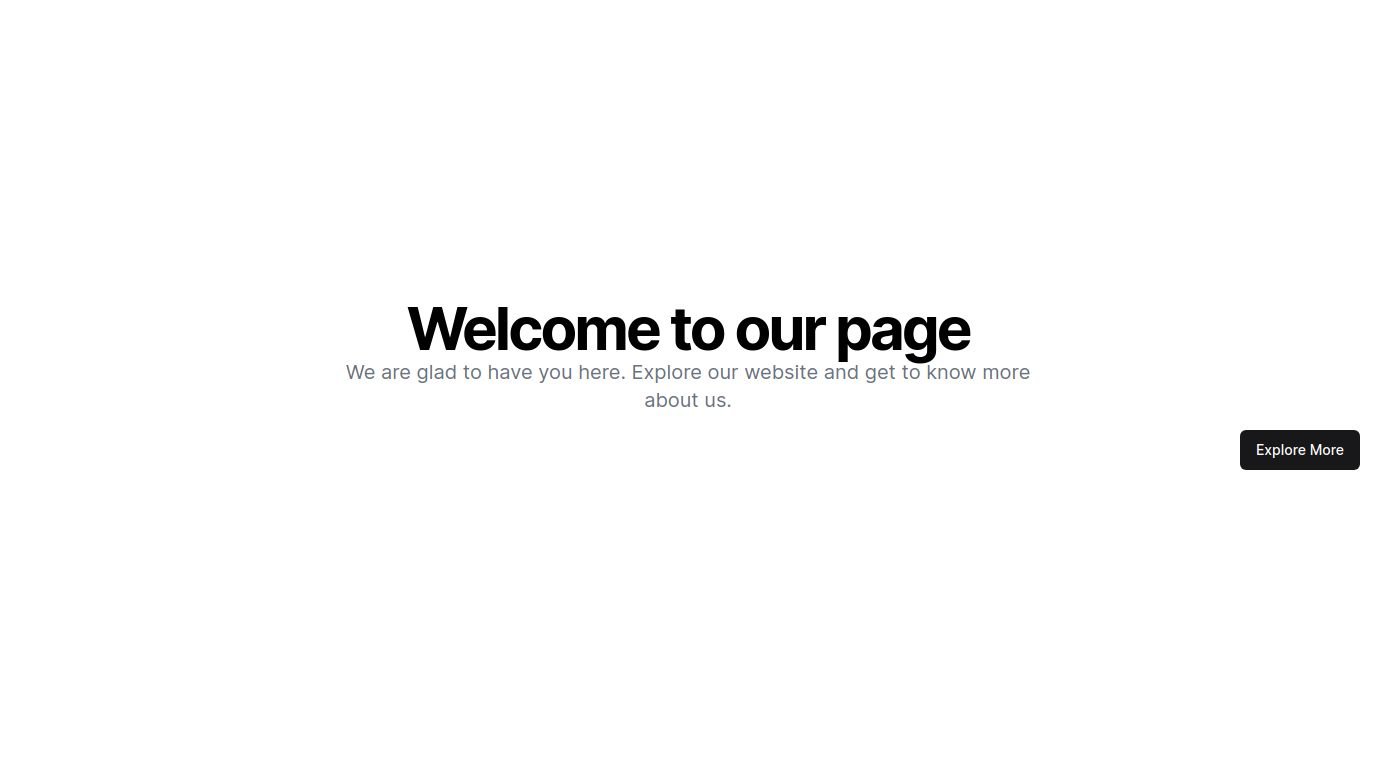 Welcome to our page
We are glad to have you here. Explore our website and get to know more
about us.
Explore More